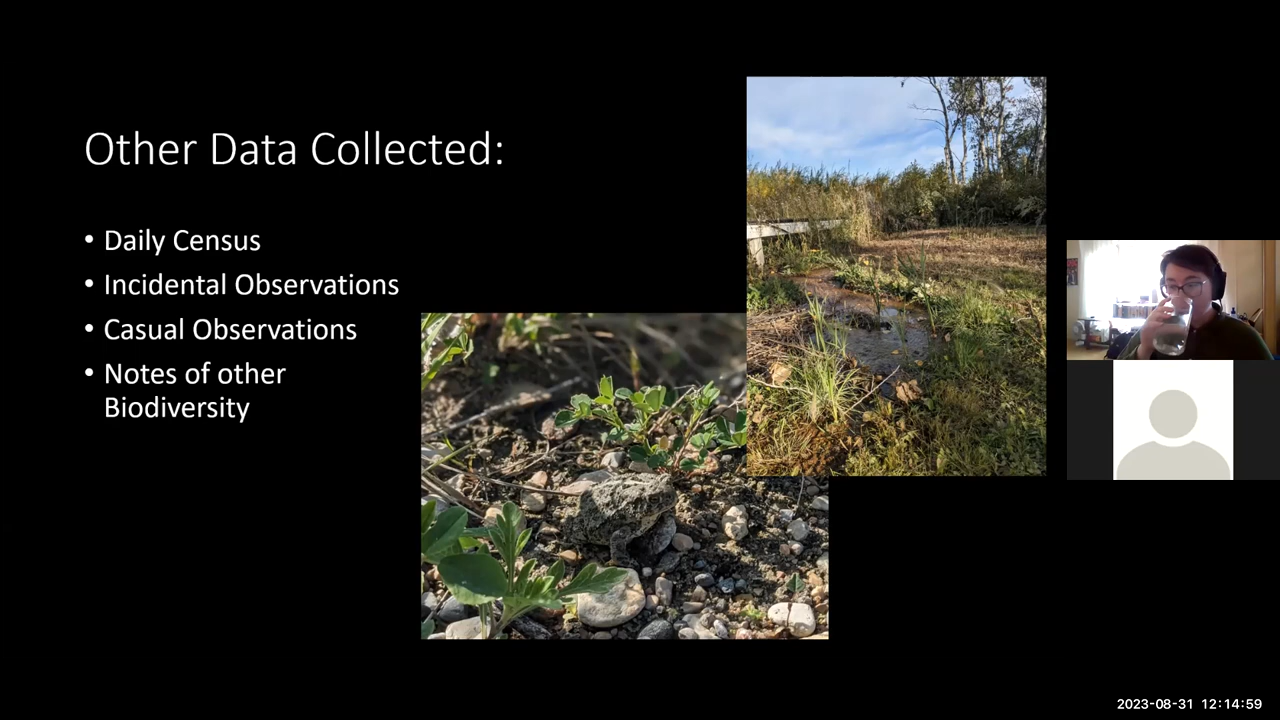 Other Data Collected:
• Daily Census
• Incidental Observations
• Casual Observations
• Notes of other
Biodiversity
2023-08-31 12:14:59